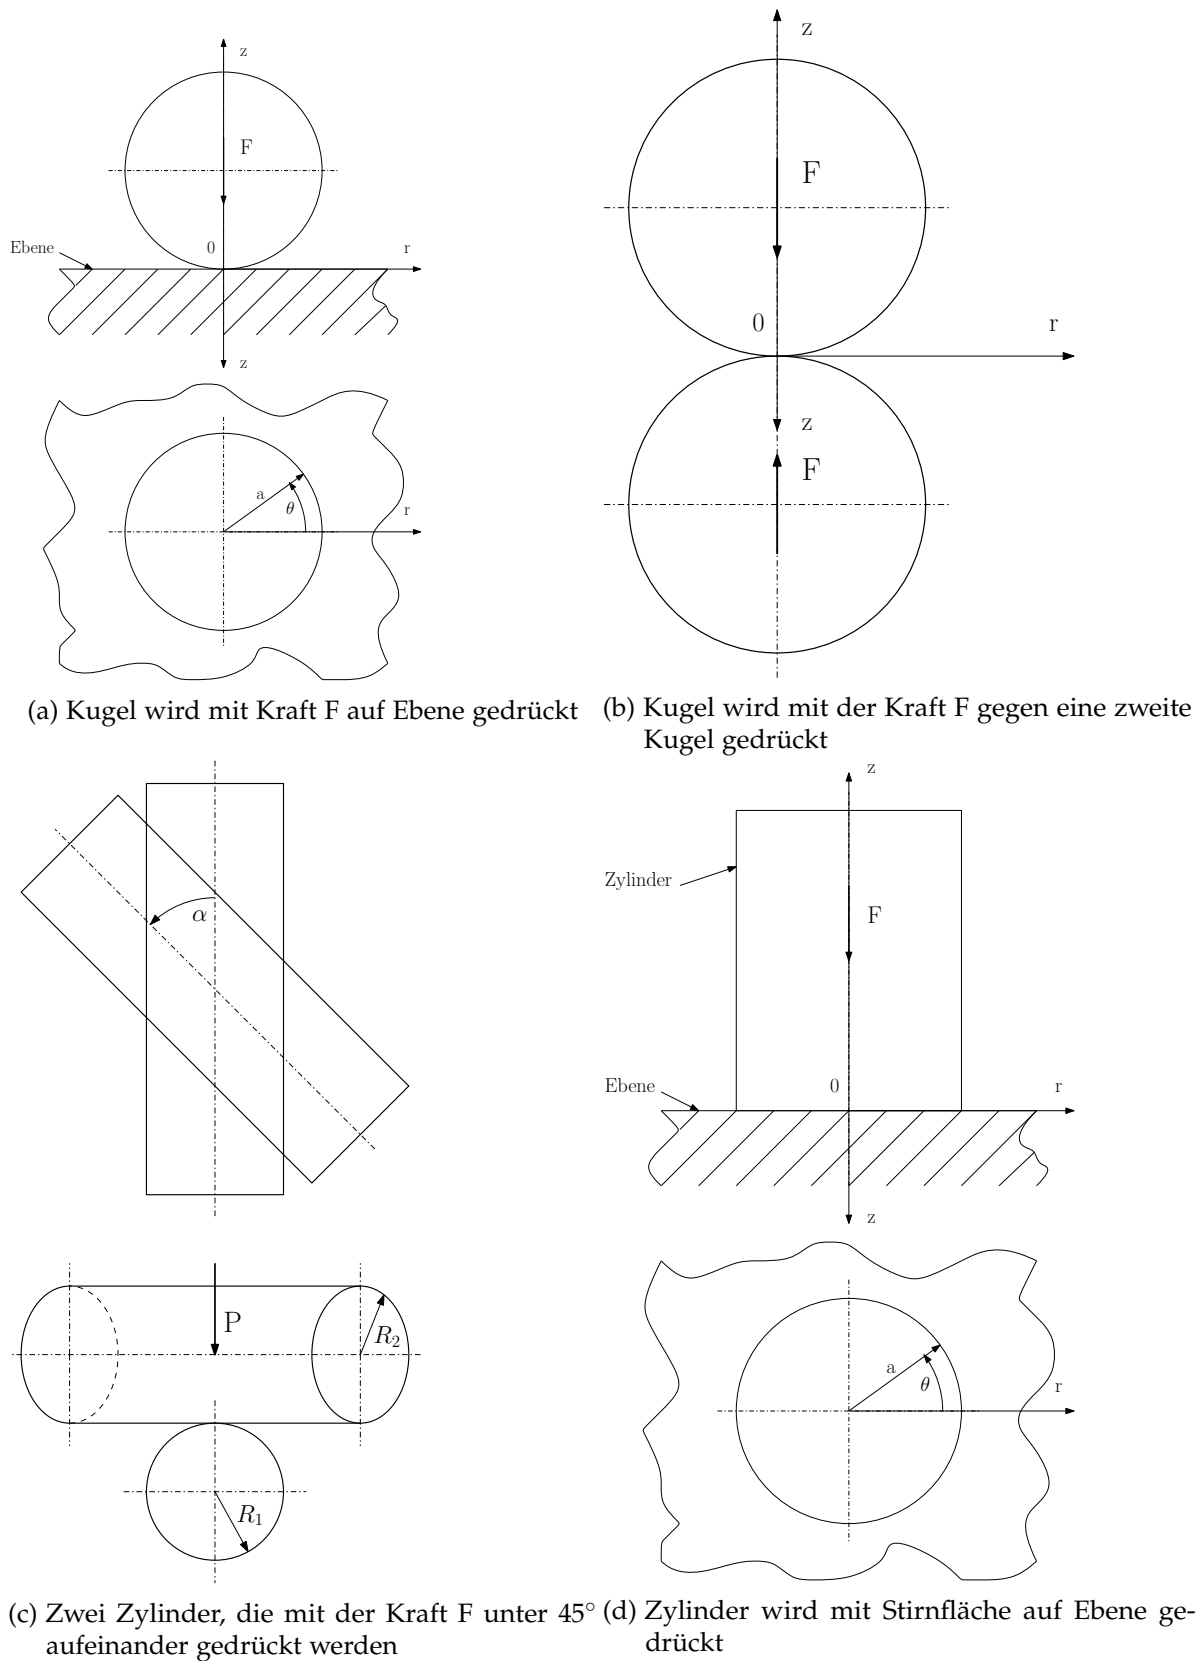 z
F
Ebene
0
r
z
a
θ
r
(a) Kugel wird mit Kraft F auf Ebene gedrückt
z
F
0
r
z
F
(b) Kugel wird mit der Kraft F gegen eine zweite
Kugel gedrückt
α
P
R₂
R₁
(c) Zwei Zylinder, die mit der Kraft F unter 45°
aufeinander gedrückt werden
z
Zylinder
F
Ebene
0
r
z
a
θ
r
(d) Zylinder wird mit Stirnfläche auf Ebene ge-
drückt